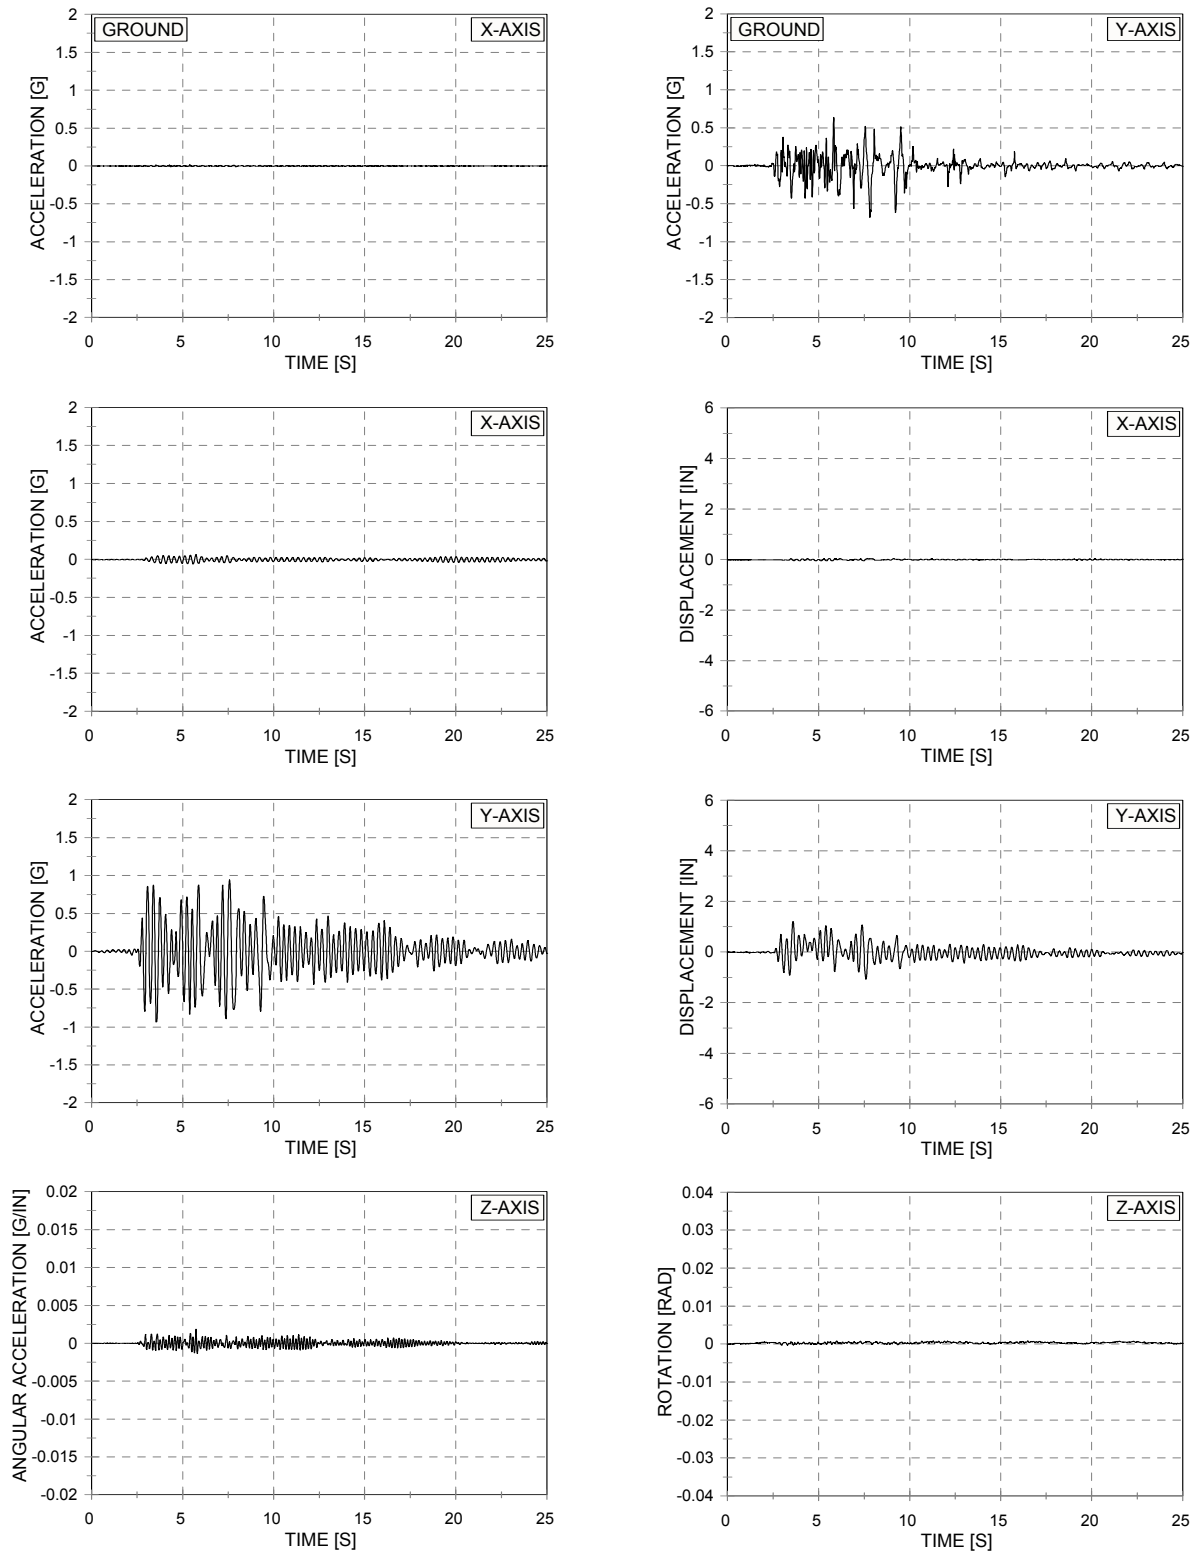 GROUND
X-AXIS
ACCELERATION [G]
2
1.5
1
0.5
0
-0.5
-1
-1.5
-2
0 5 10 15 20 25
TIME [S]
GROUND
Y-AXIS
ACCELERATION [G]
2
1.5
1
0.5
0
-0.5
-1
-1.5
-2
0 5 10 15 20 25
TIME [S]
X-AXIS
ACCELERATION [G]
2
1.5
1
0.5
0
-0.5
-1
-1.5
-2
0 5 10 15 20 25
TIME [S]
X-AXIS
DISPLACEMENT [IN]
6
4
2
0
-2
-4
-6
0 5 10 15 20 25
TIME [S]
Y-AXIS
ACCELERATION [G]
2
1.5
1
0.5
0
-0.5
-1
-1.5
-2
0 5 10 15 20 25
TIME [S]
Y-AXIS
DISPLACEMENT [IN]
6
4
2
0
-2
-4
-6
0 5 10 15 20 25
TIME [S]
Z-AXIS
ANGULAR ACCELERATION [G/IN]
0.02
0.015
0.01
0.005
0
-0.005
-0.01
-0.015
-0.02
0 5 10 15 20 25
TIME [S]
Z-AXIS
ROTATION [RAD]
0.04
0.03
0.02
0.01
0
-0.01
-0.02
-0.03
-0.04
0 5 10 15 20 25
TIME [S]